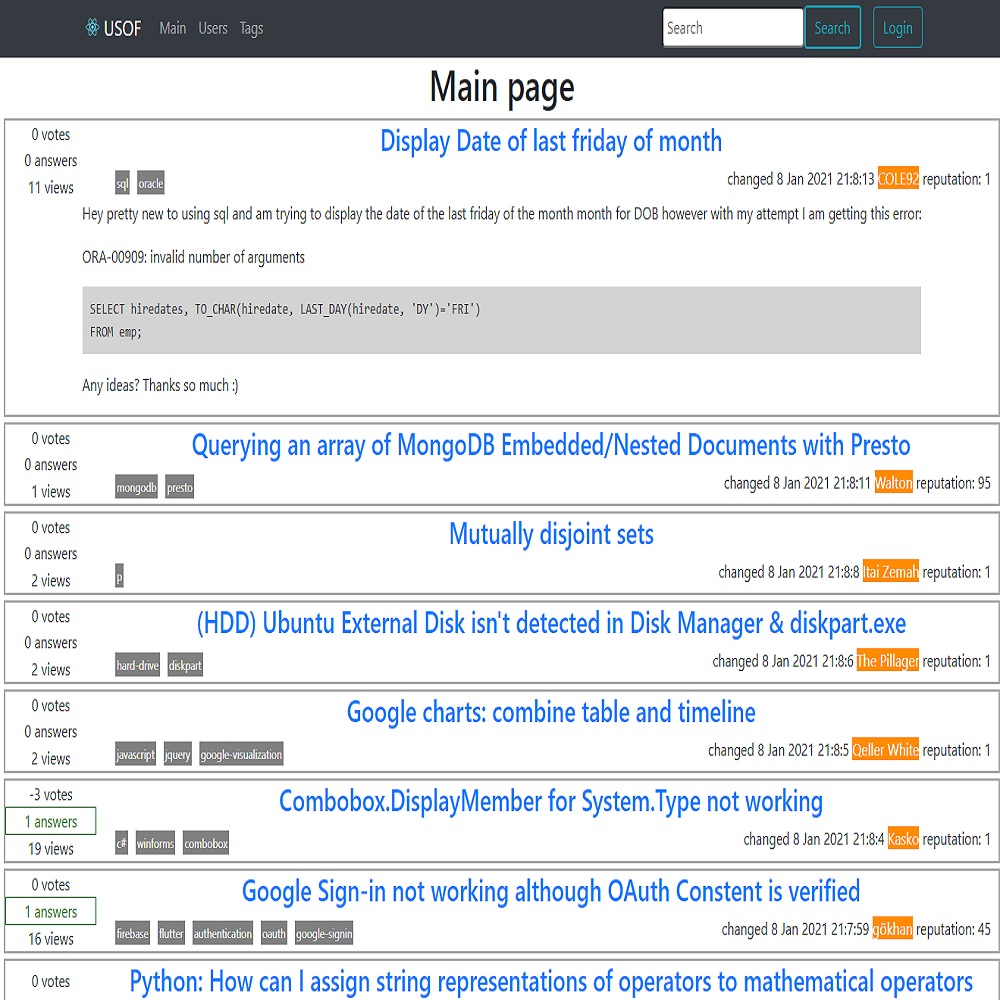 USOF Main Users Tags Search Search Login
Main page
0 votes
Display Date of last friday of month
0 answers
11 views
sql oracle
changed 8 Jan 2021 21:8:13 COLE92 reputation: 1
Hey pretty new to using sql and am trying to display the date of the last friday of the month month for DOB however with my attempt I am getting this error:
ORA-00909: invalid number of arguments
SELECT hiredates, TO_CHAR(hiredate, LAST_DAY(hiredate, 'DY')='FRI')
FROM emp;
Any ideas? Thanks so much :)
0 votes
Querying an array of MongoDB Embedded/Nested Documents with Presto
0 answers
1 views
mongodb presto
changed 8 Jan 2021 21:8:11 Walton reputation: 95
0 votes
Mutually disjoint sets
0 answers
2 views
p
changed 8 Jan 2021 21:8:8 Itai Zemah reputation: 1
0 votes
(HDD) Ubuntu External Disk isn't detected in Disk Manager & diskpart.exe
0 answers
2 views
hard-drive diskpart
changed 8 Jan 2021 21:8:6 The Pillager reputation: 1
0 votes
Google charts: combine table and timeline
0 answers
2 views
javascript jquery google-visualization
changed 8 Jan 2021 21:8:5 Qeller White reputation: 1
-3 votes
Combobox.DisplayMember for System.Type not working
1 answers
19 views
c# winforms combobox
changed 8 Jan 2021 21:8:4 Kasko reputation: 1
0 votes
Google Sign-in not working although OAuth Constent is verified
1 answers
16 views
firebase flutter authentication oauth google-signin
changed 8 Jan 2021 21:7:59 gökhan reputation: 45
0 votes
Python: How can I assign string representations of operators to mathematical operators